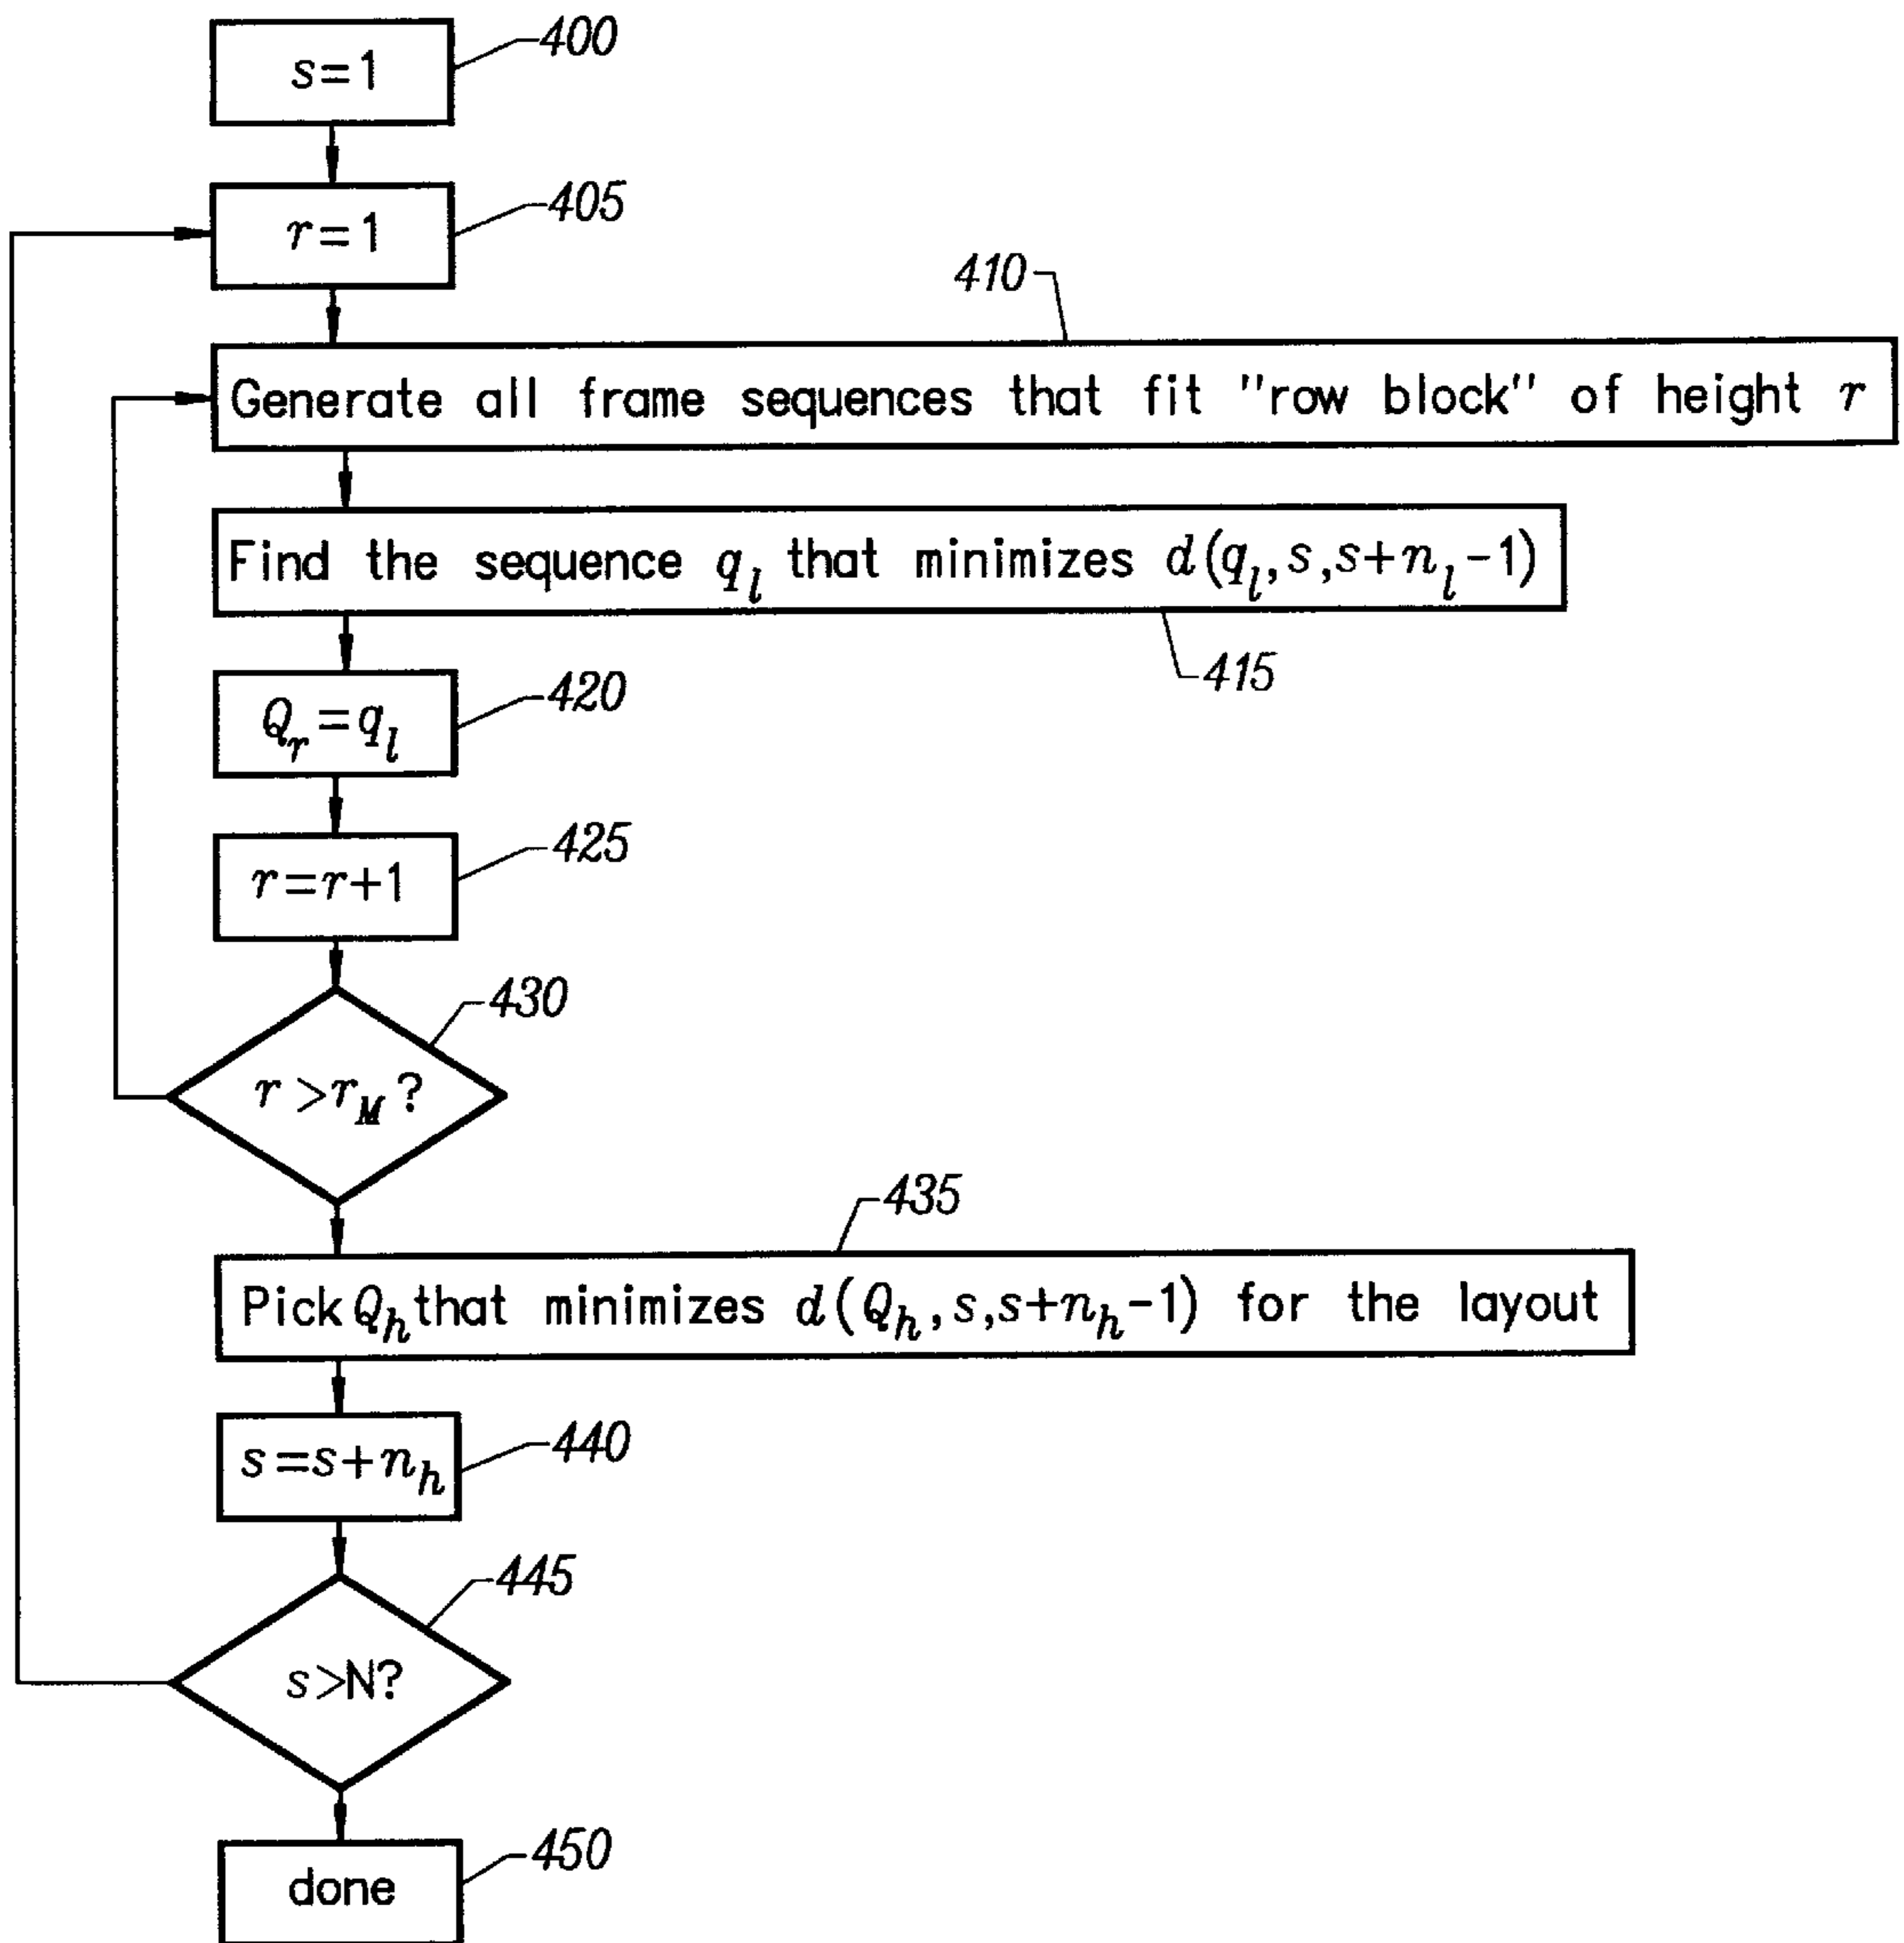 400
s=1
405
r=1
410
Generate all frame sequences that fit "row block" of height r
Find the sequence q_l that minimizes d(q_l,s,s+n_l-1)
415
420
Q_r=q_l
425
r=r+1
430
r>r_M?
435
Pick Q_h that minimizes d(Q_h,s,s+n_h-1) for the layout
440
s=s+n_h
445
s>N?
450
done